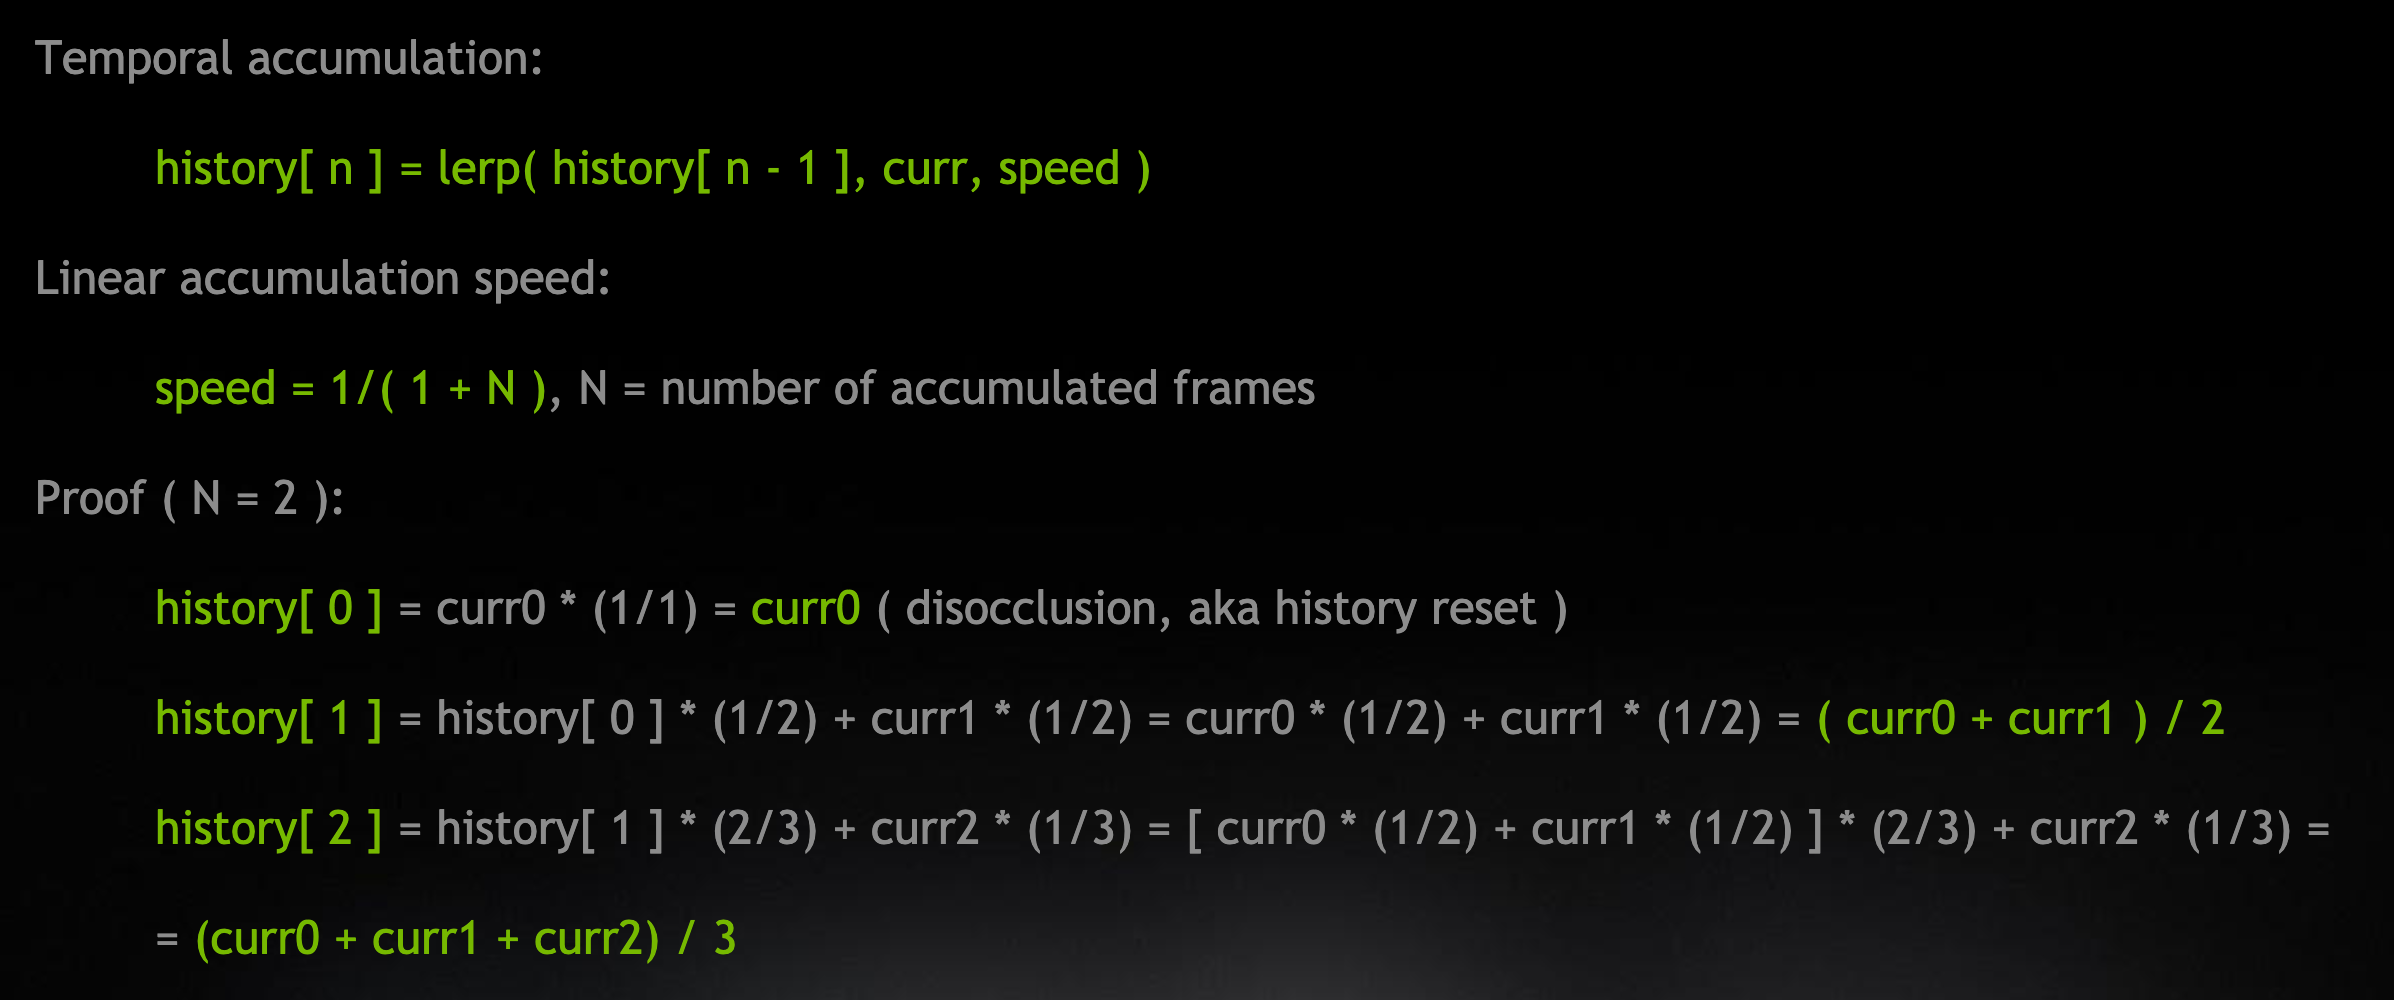 Temporal accumulation:
history[ n ] = lerp( history[ n - 1 ], curr, speed )
Linear accumulation speed:
speed = 1/( 1 + N ), N = number of accumulated frames
Proof ( N = 2 ):
history[ 0 ] = curr0 * (1/1) = curr0 ( disocclusion, aka history reset )
history[ 1 ] = history[ 0 ] * (1/2) + curr1 * (1/2) = curr0 * (1/2) + curr1 * (1/2) = ( curr0 + curr1 ) / 2
history[ 2 ] = history[ 1 ] * (2/3) + curr2 * (1/3) = [ curr0 * (1/2) + curr1 * (1/2) ] * (2/3) + curr2 * (1/3) =
= (curr0 + curr1 + curr2) / 3